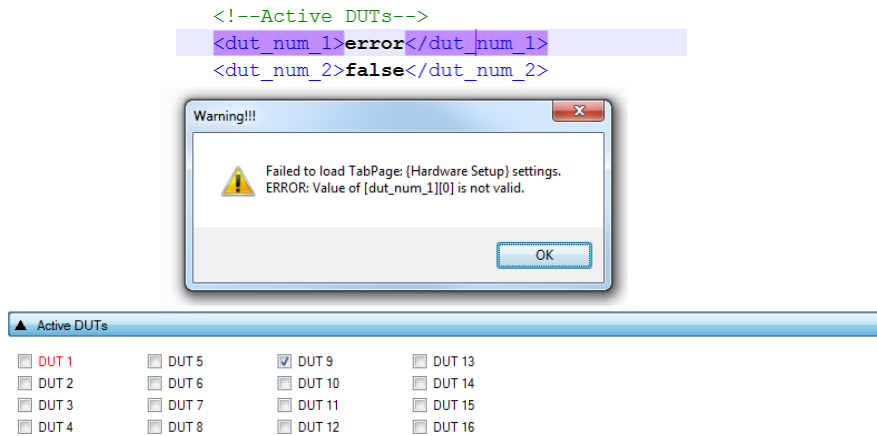 <!--Active DUTs-->
<dut_num_1>error</dut_num_1>
<dut_num_2>false</dut_num_2>
Warning!!!
Failed to load TabPage: {Hardware Setup} settings.
ERROR: Value of [dut_num_1][0] is not valid.
OK
Active DUTs
DUT 1 DUT 5 DUT 9 DUT 13
DUT 2 DUT 6 DUT 10 DUT 14
DUT 3 DUT 7 DUT 11 DUT 15
DUT 4 DUT 8 DUT 12 DUT 16